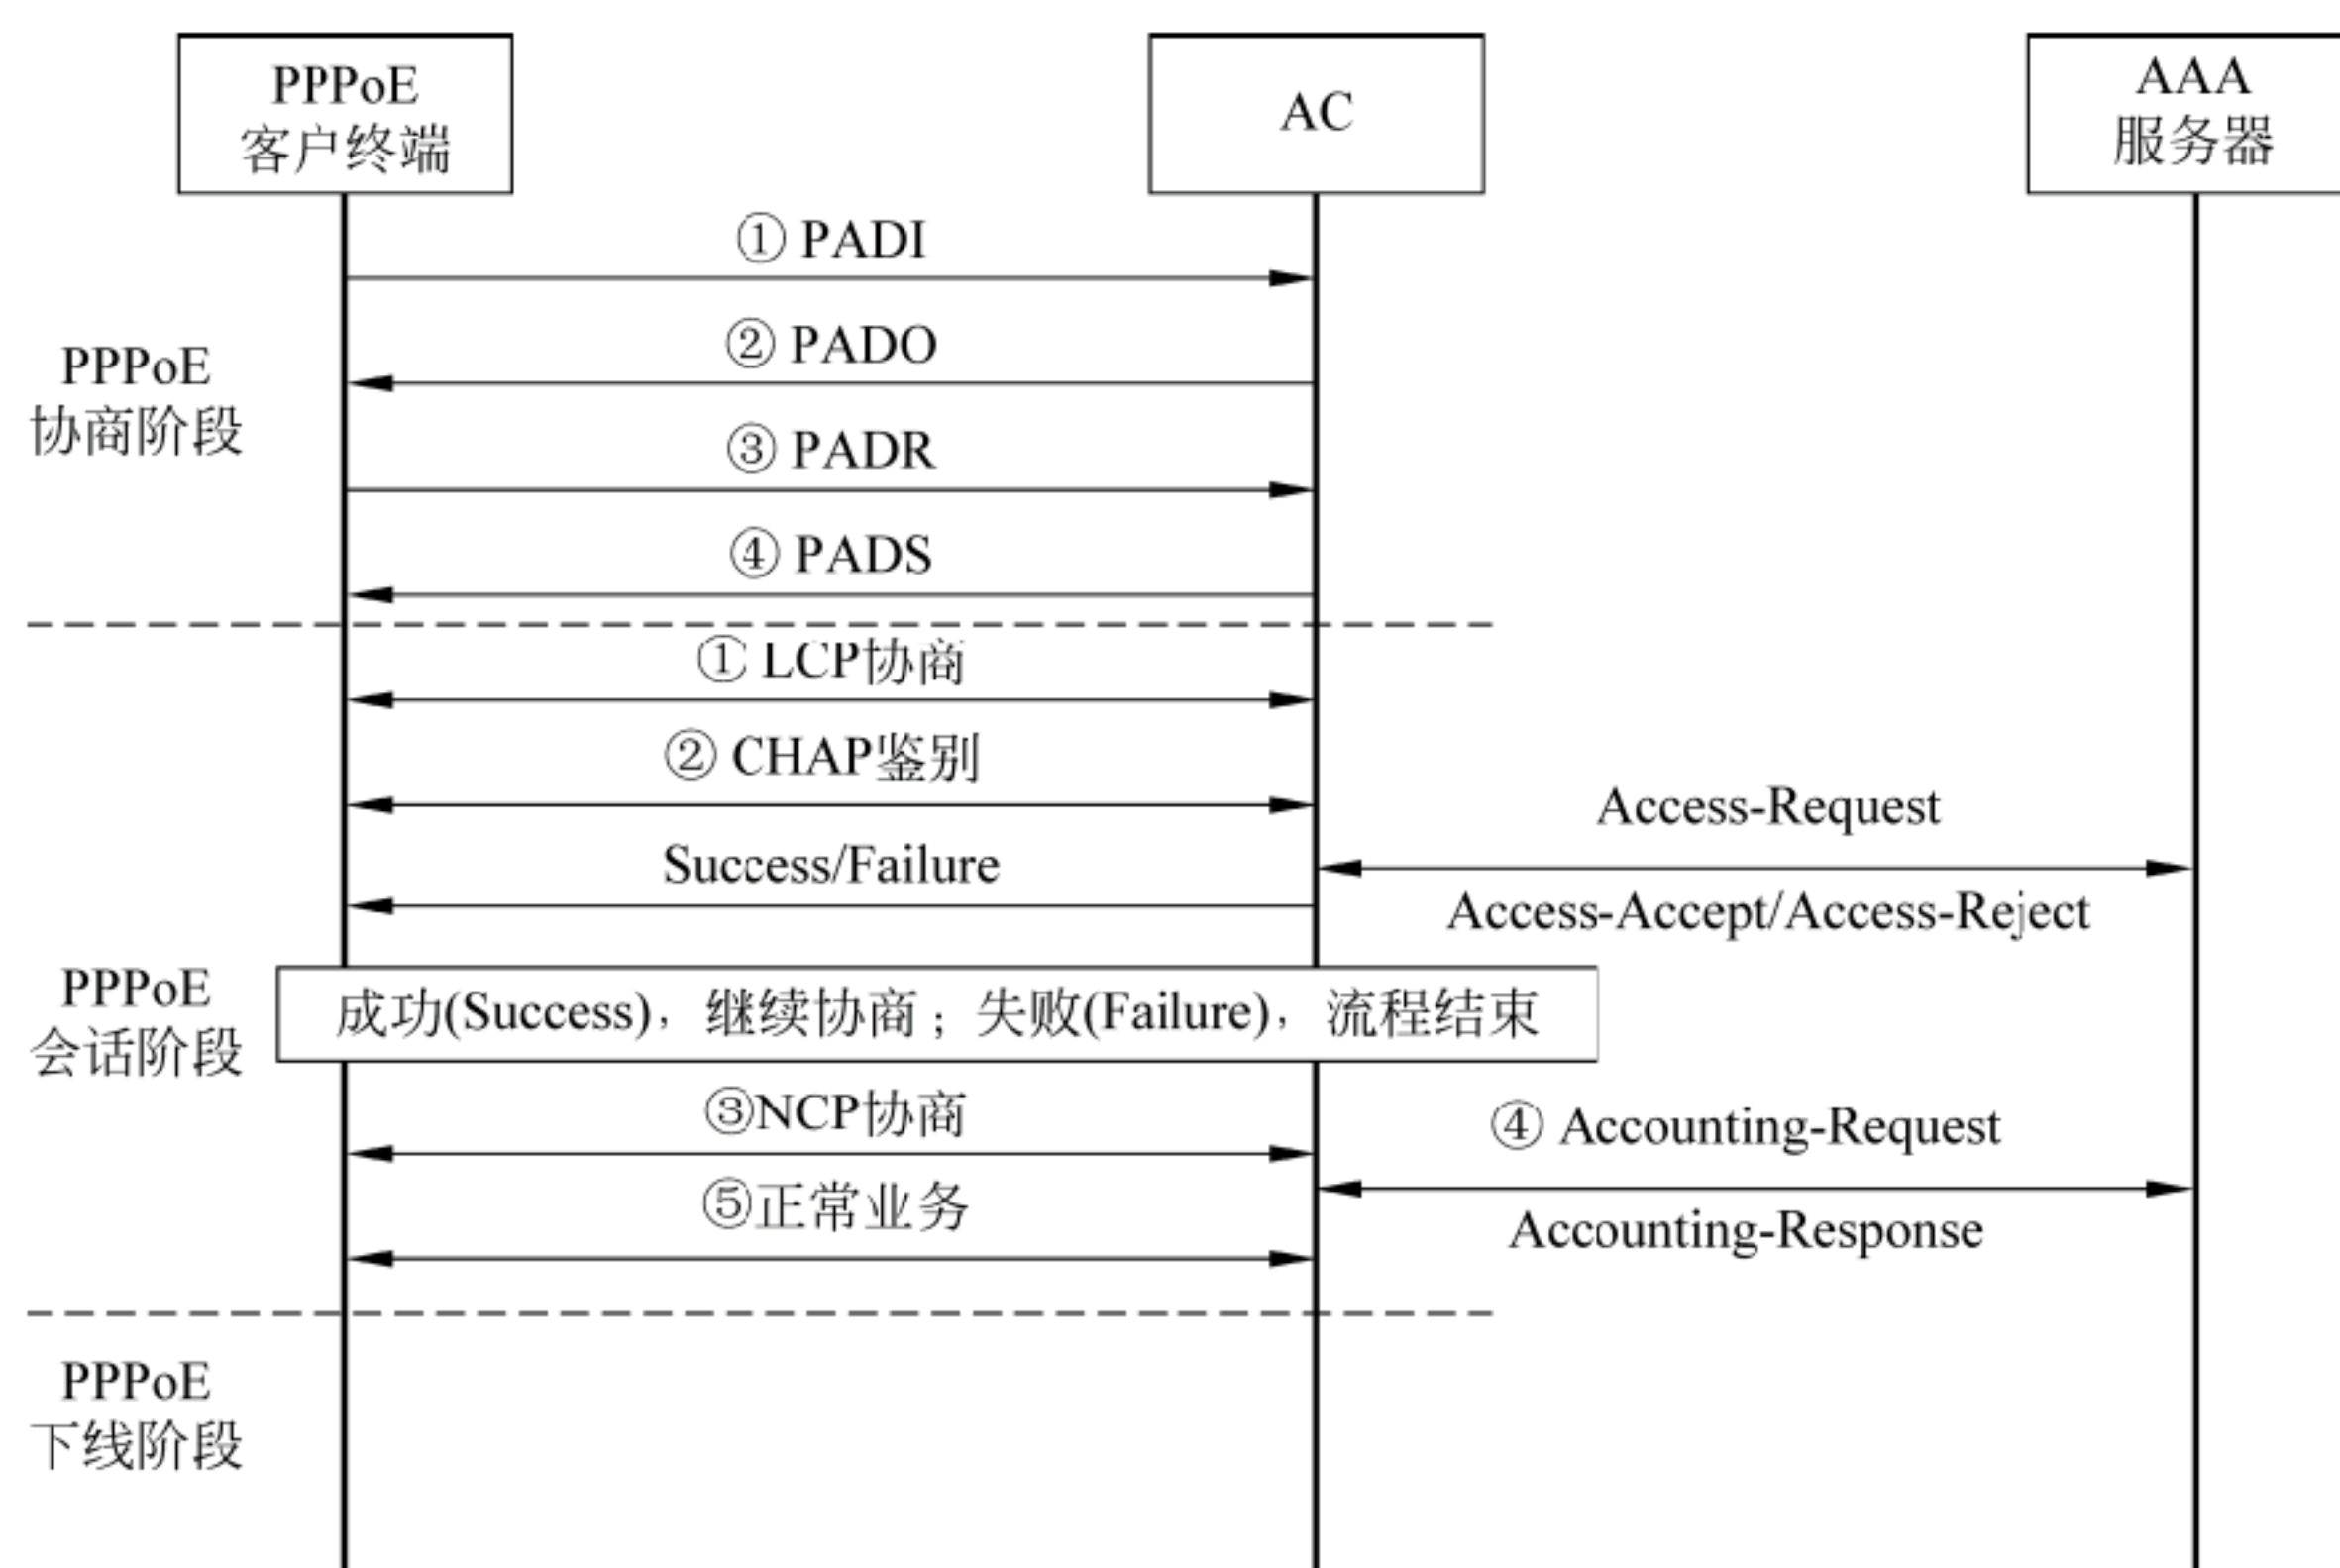 PPPoE
客户终端
AC
AAA
服务器
① PADI
② PADO
PPPoE
协商阶段
③ PADR
④ PADS
① LCP协商
② CHAP鉴别
Access-Request
Success/Failure
Access-Accept/Access-Reject
PPPoE
会话阶段
成功(Success)，继续协商；失败(Failure)，流程结束
③NCP协商
④ Accounting-Request
⑤正常业务
Accounting-Response
PPPoE
下线阶段